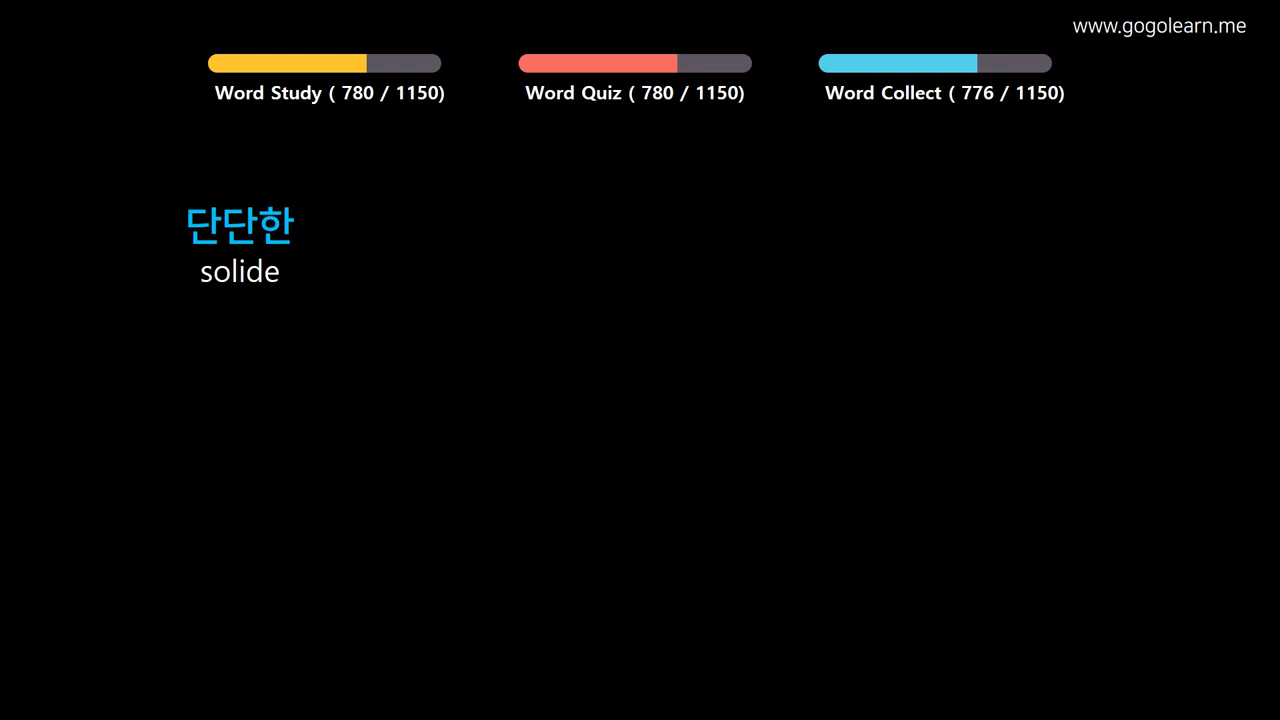 www.gogolearn.me
Word Study ( 780 / 1150)
Word Quiz ( 780 / 1150)
Word Collect ( 776 / 1150)
단단한
solide